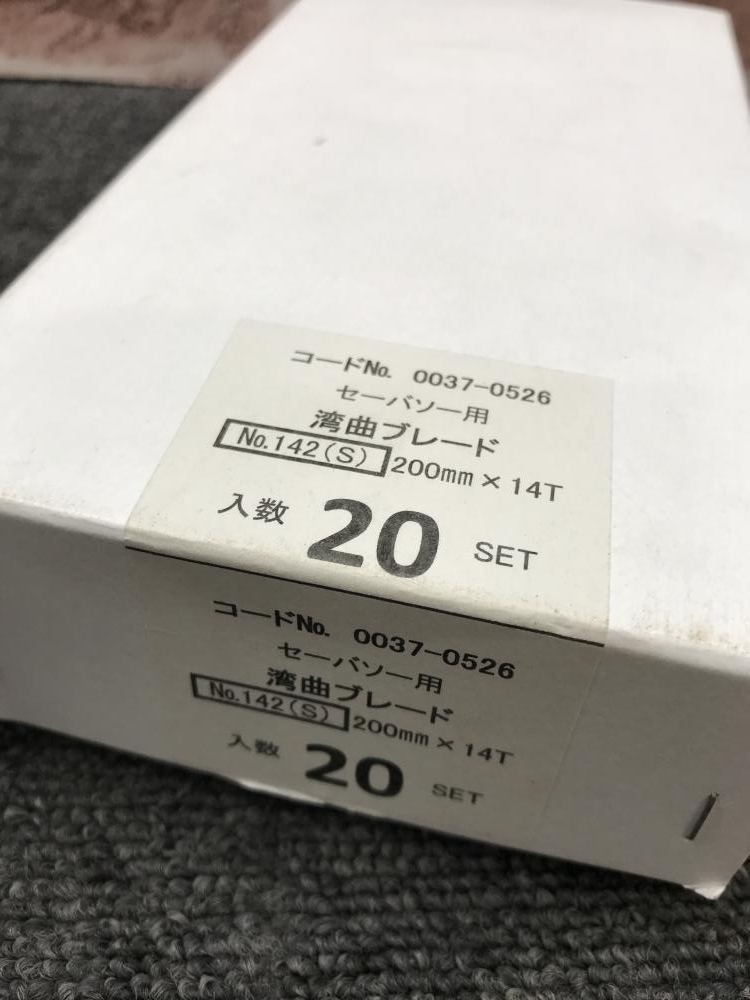 コードNo. 0037-0526
セーバソー用
湾曲ブレード
No.142(S) 200mm×14T
入数 20 SET
コードNo. 0037-0526
セーバソー用
湾曲ブレード
No.142(S) 200mm×14T
入数 20 SET